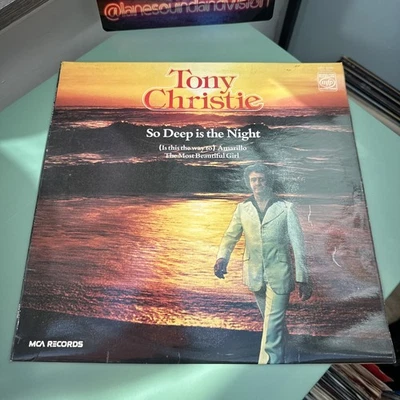 @lanesoundandvision
Tony
Christie
So Deep is the Night
(Is this the way to) Amarillo
The Most Beautiful Girl
MCA RECORDS